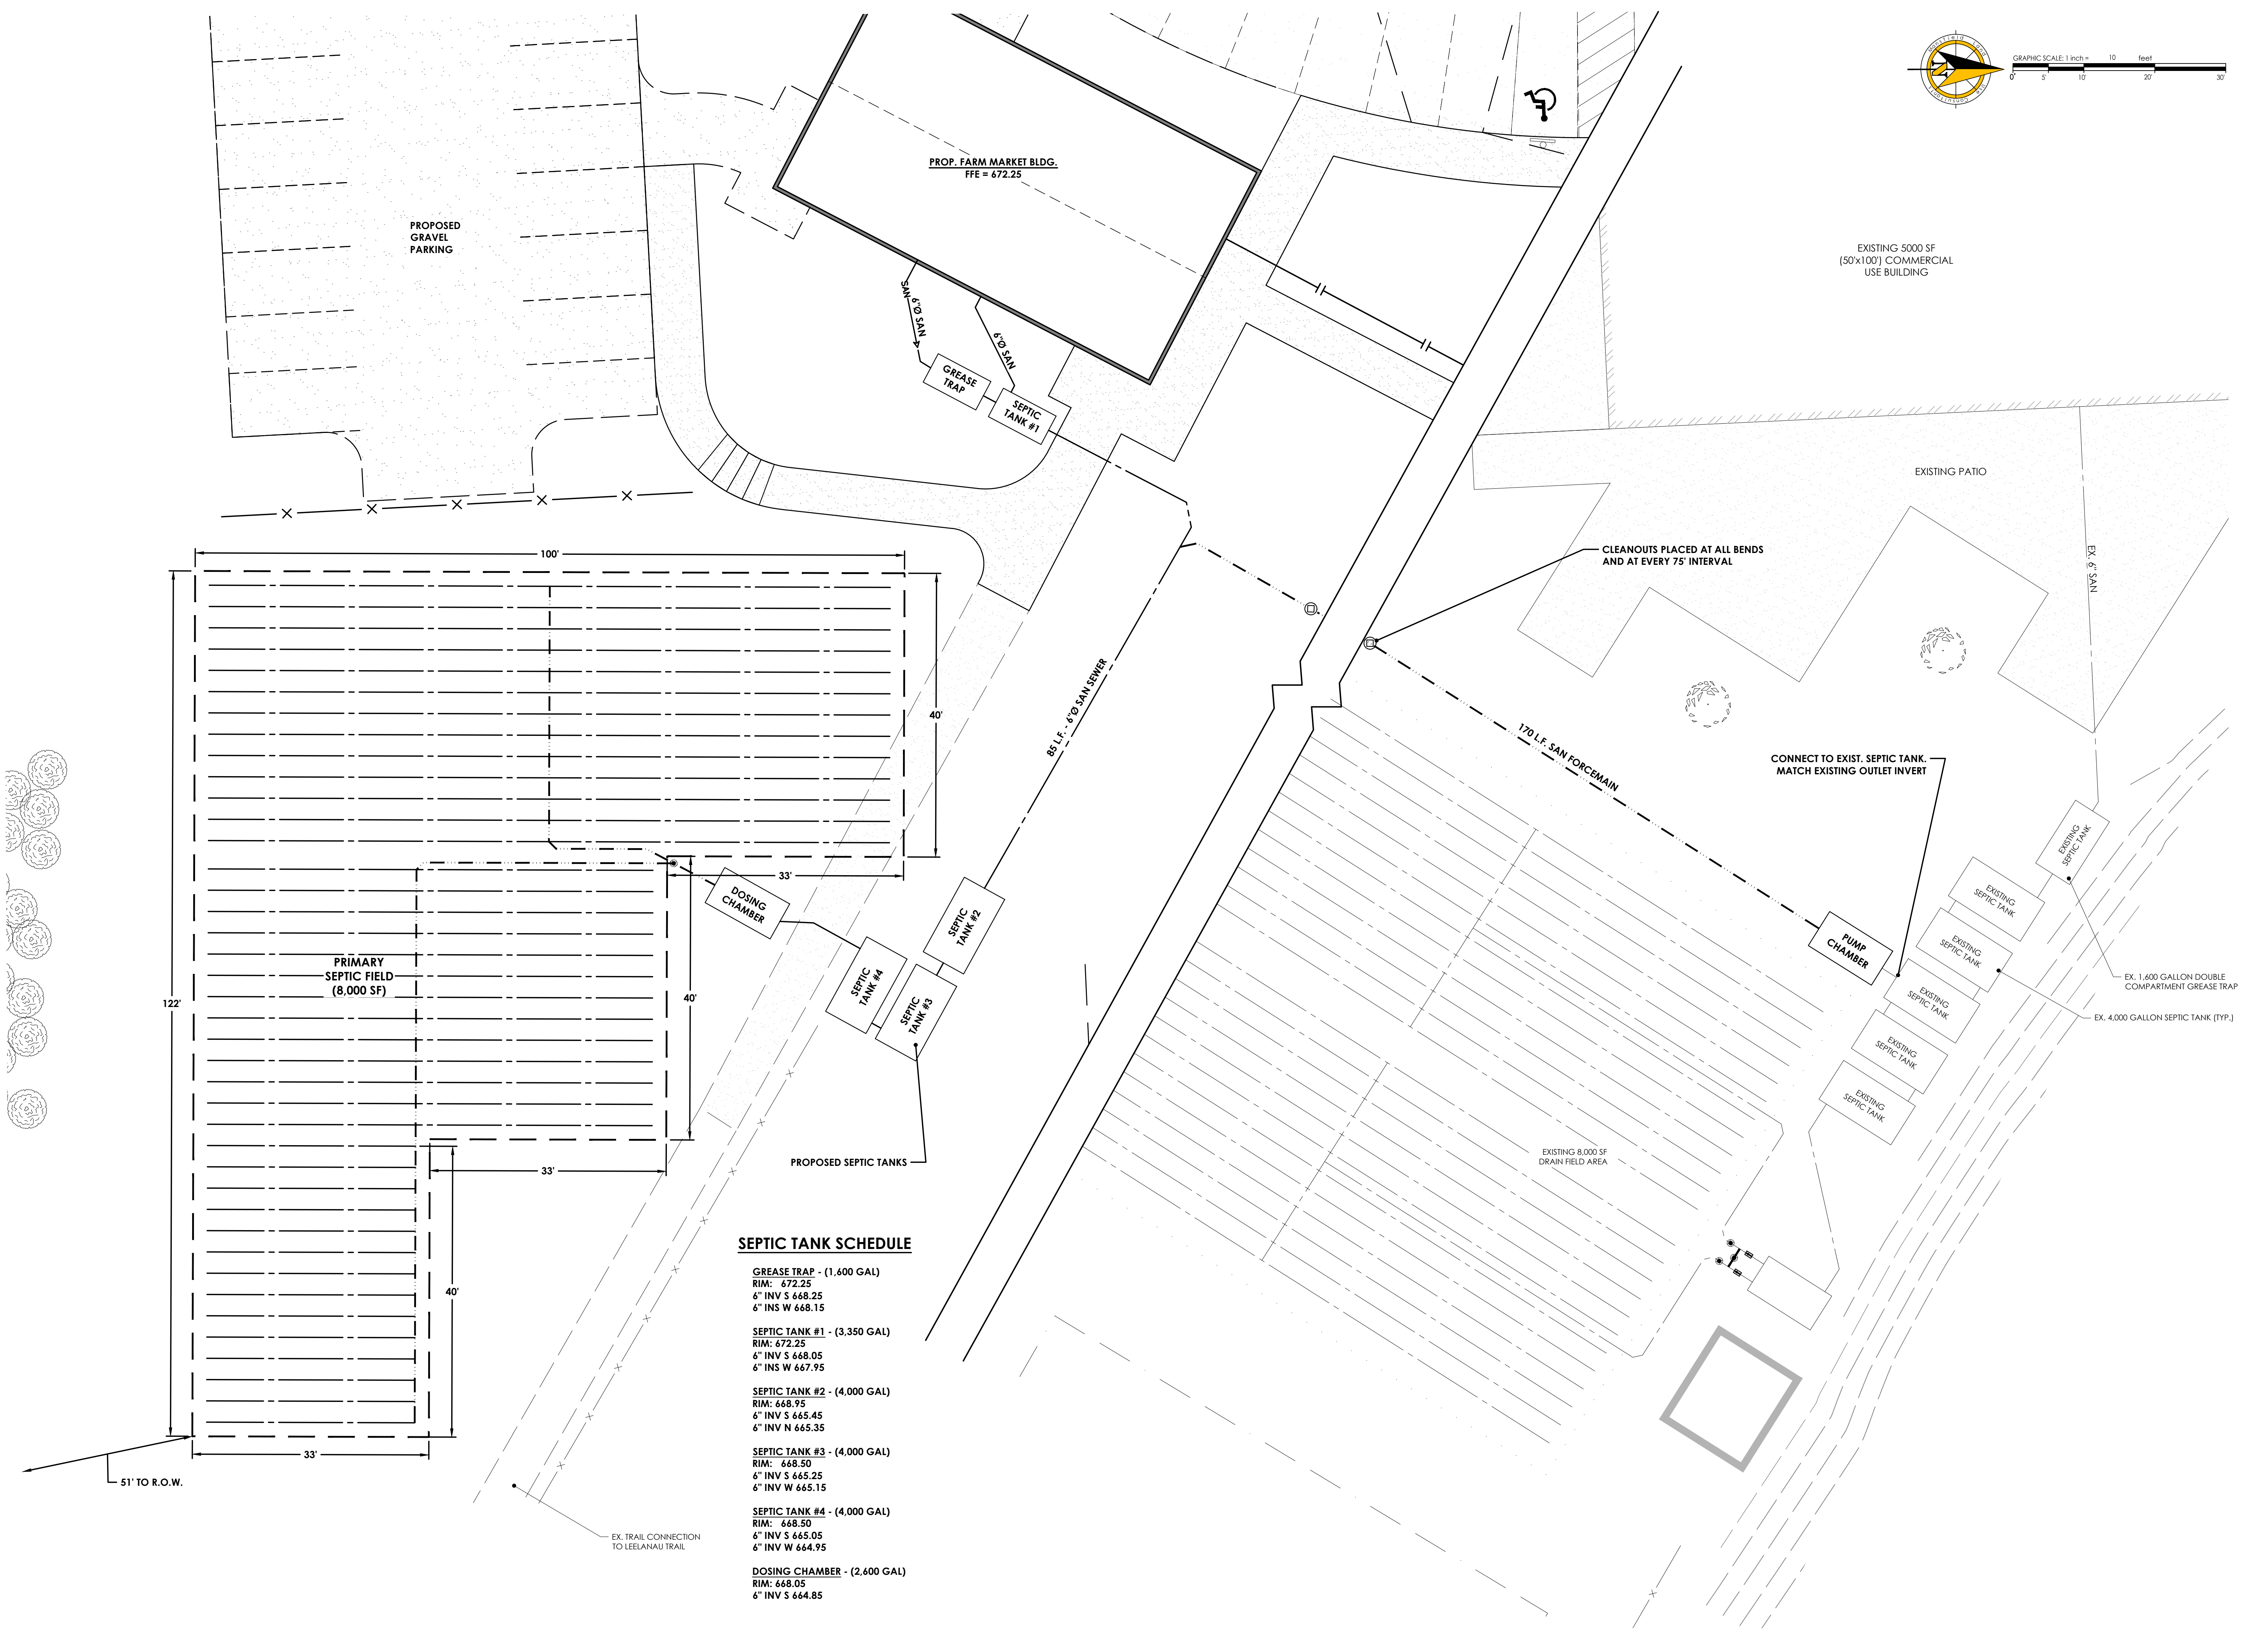 GRAPHIC SCALE: 1 inch = 10 feet
0' 5' 10' 20' 30'
N
PROP. FARM MARKET BLDG.
FFE = 672.25
PROPOSED
GRAVEL
PARKING
EXISTING 5000 SF
(50'x100') COMMERCIAL
USE BUILDING
SAN
6"Ø SAN
6"Ø SAN
GREASE
TRAP
SEPTIC
TANK #1
EXISTING PATIO
EX. 6" SAN
CLEANOUTS PLACED AT ALL BENDS
AND AT EVERY 75' INTERVAL
100'
40'
85 L.F. - 6"Ø SAN SEWER
170 L.F. SAN FORCEMAIN
CONNECT TO EXIST. SEPTIC TANK.
MATCH EXISTING OUTLET INVERT
EXISTING
SEPTIC TANK
EXISTING
SEPTIC TANK
EXISTING
SEPTIC TANK
EXISTING
SEPTIC TANK
EXISTING
SEPTIC TANK
EXISTING
SEPTIC TANK
PUMP
CHAMBER
EX. 1,600 GALLON DOUBLE
COMPARTMENT GREASE TRAP
EX. 4,000 GALLON SEPTIC TANK (TYP.)
33'
DOSING
CHAMBER
SEPTIC
TANK #2
SEPTIC
TANK #4
SEPTIC
TANK #3
PRIMARY
SEPTIC FIELD
(8,000 SF)
122'
40'
33'
PROPOSED SEPTIC TANKS
EXISTING 8,000 SF
DRAIN FIELD AREA
40'
33'
51' TO R.O.W.
EX. TRAIL CONNECTION
TO LEELANAU TRAIL
SEPTIC TANK SCHEDULE
GREASE TRAP - (1,600 GAL)
RIM: 672.25
6" INV S 668.25
6" INS W 668.15
SEPTIC TANK #1 - (3,350 GAL)
RIM: 672.25
6" INV S 668.05
6" INS W 667.95
SEPTIC TANK #2 - (4,000 GAL)
RIM: 668.95
6" INV S 665.45
6" INV N 665.35
SEPTIC TANK #3 - (4,000 GAL)
RIM: 668.50
6" INV S 665.25
6" INV W 665.15
SEPTIC TANK #4 - (4,000 GAL)
RIM: 668.50
6" INV S 665.05
6" INV W 664.95
DOSING CHAMBER - (2,600 GAL)
RIM: 668.05
6" INV S 664.85